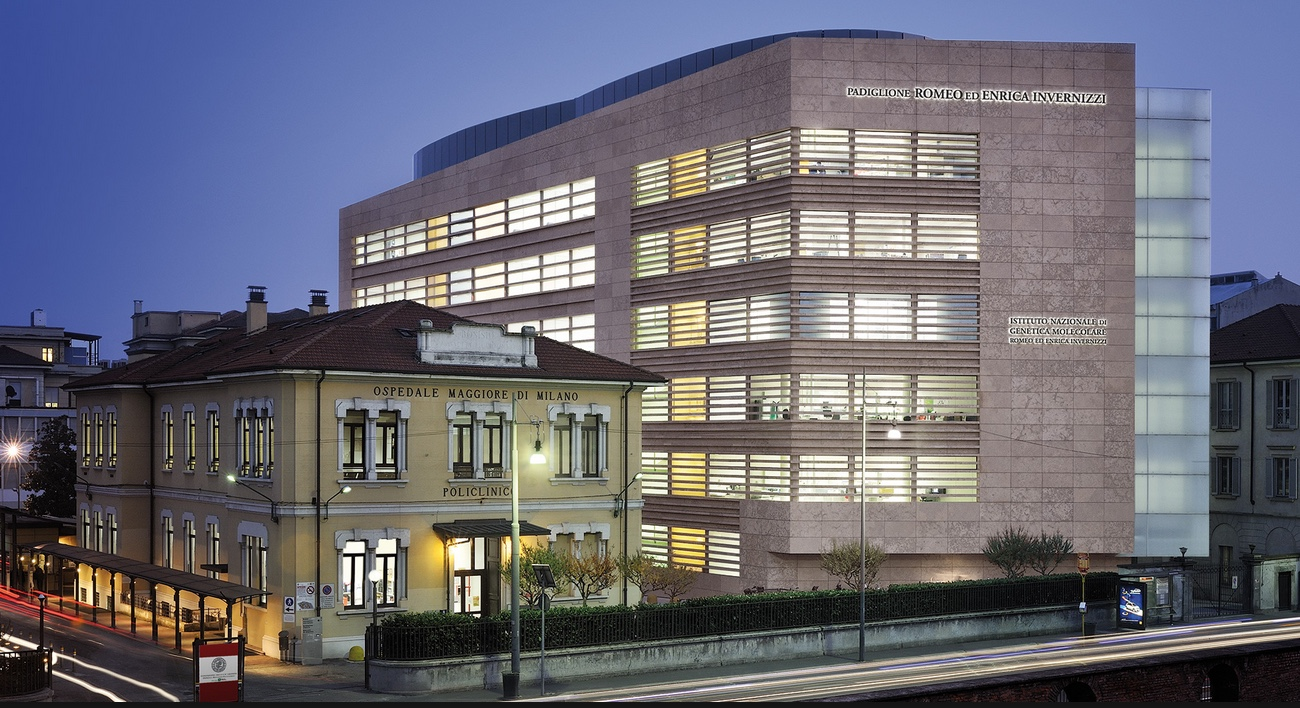 PADIGLIONE ROMEO ED ENRICA INVERNIZZI
ISTITUTO NAZIONALE DI
GENETICA MOLECOLARE
ROMEO ED ENRICA INVERNIZZI
OSPEDALE MAGGIORE DI MILANO
POLICLINICO